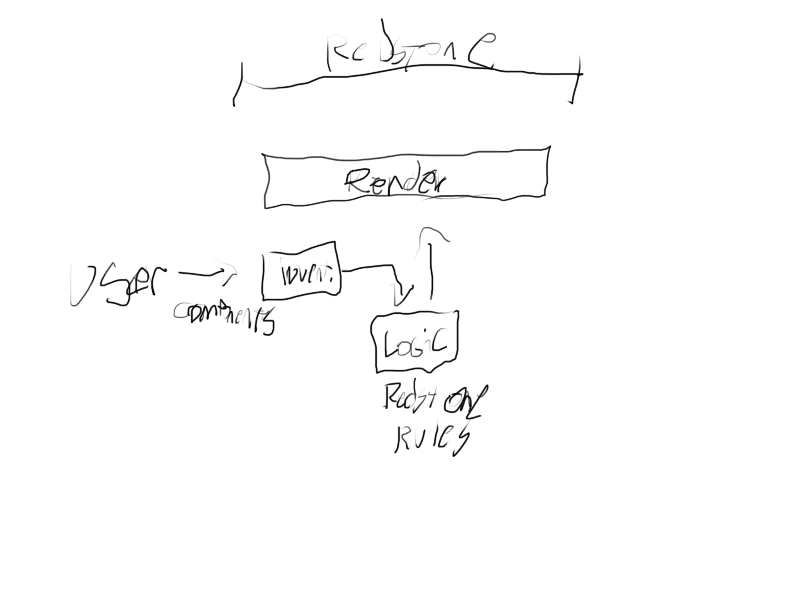 Redstone
Render
User
components
Logic
Redstone
Rules